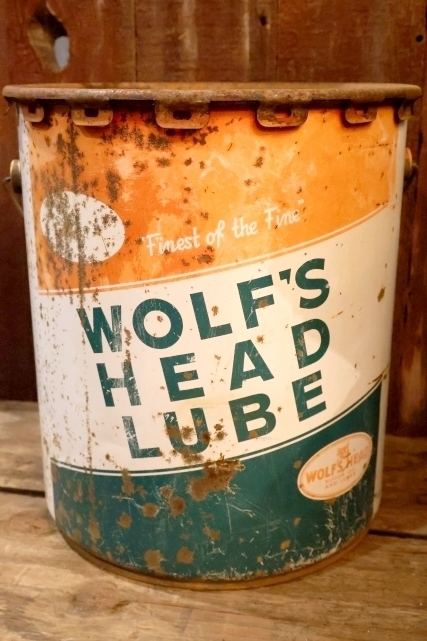 "Finest of the Fine"
WOLF'S
HEAD
LUBE
WOLF'S HEAD